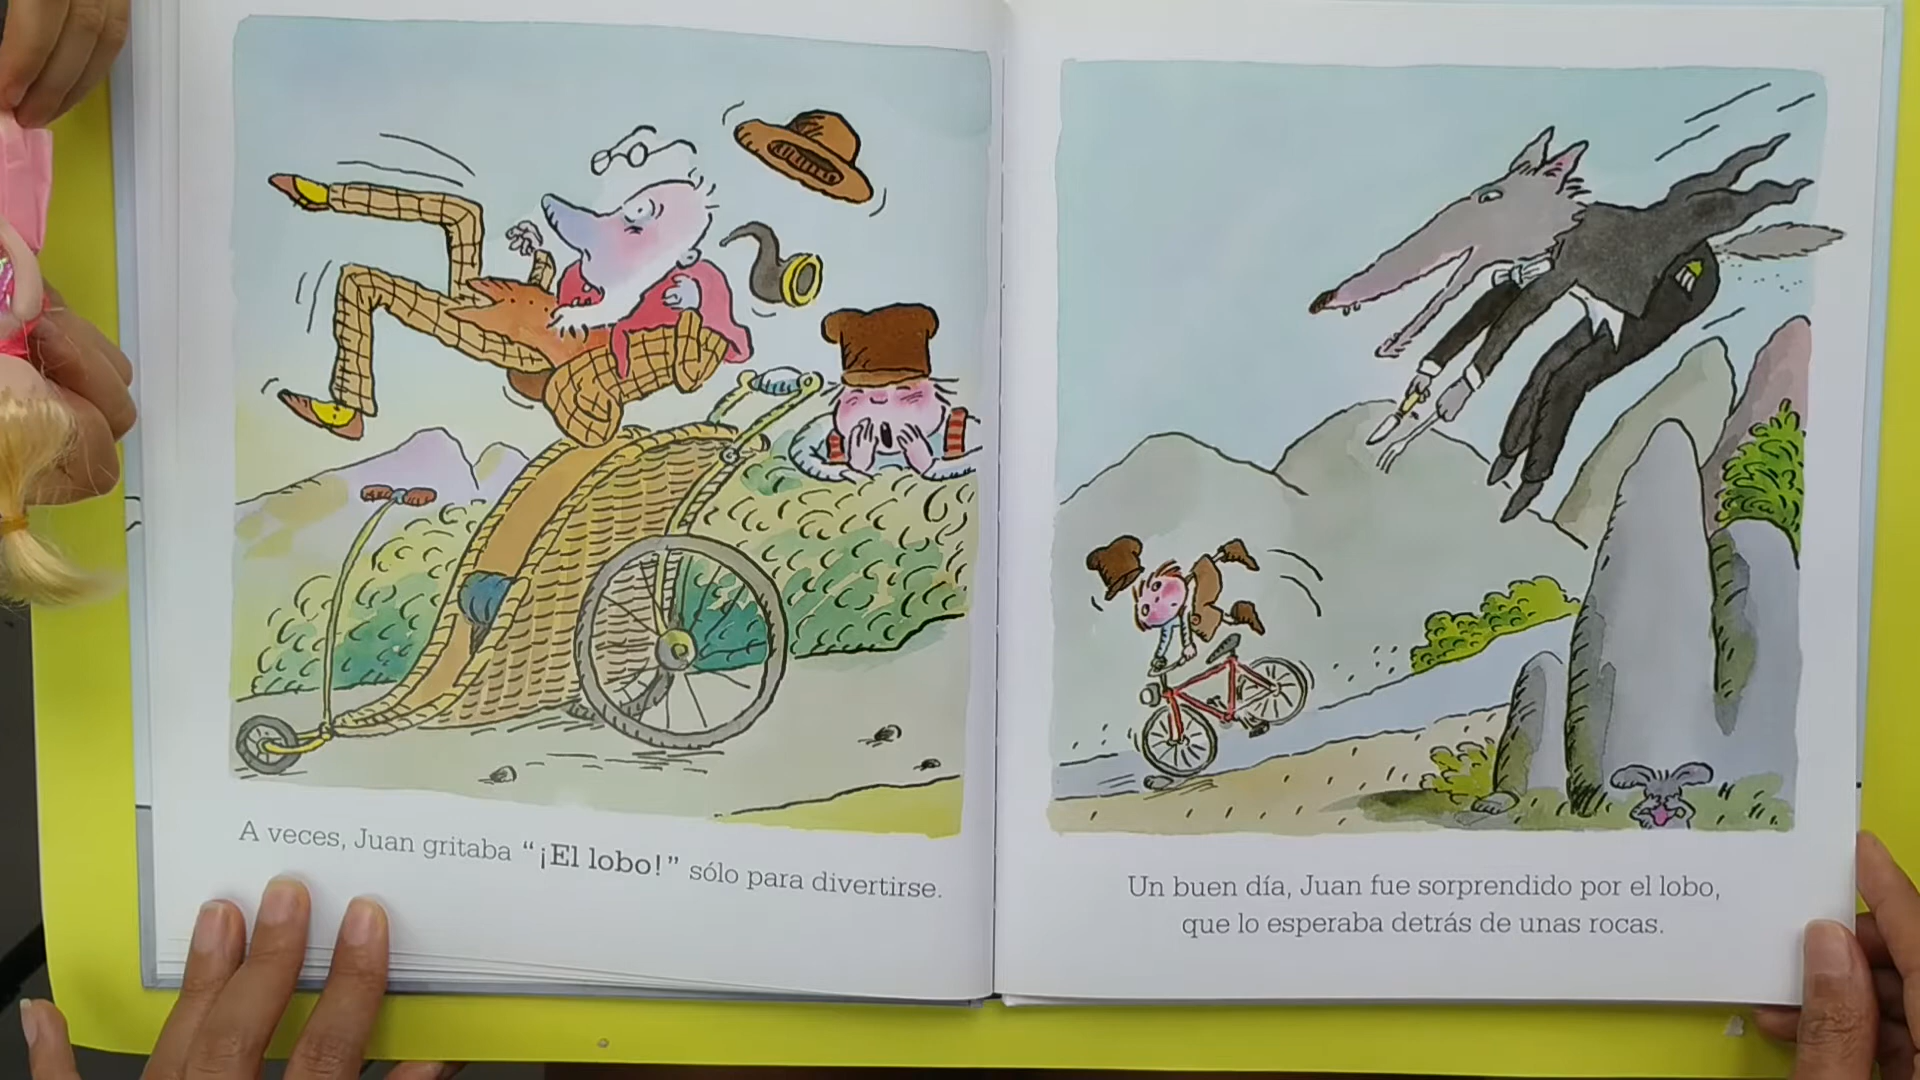 A veces, Juan gritaba “¡El lobo!” sólo para divertirse.
Un buen día, Juan fue sorprendido por el lobo,
que lo esperaba detrás de unas rocas.